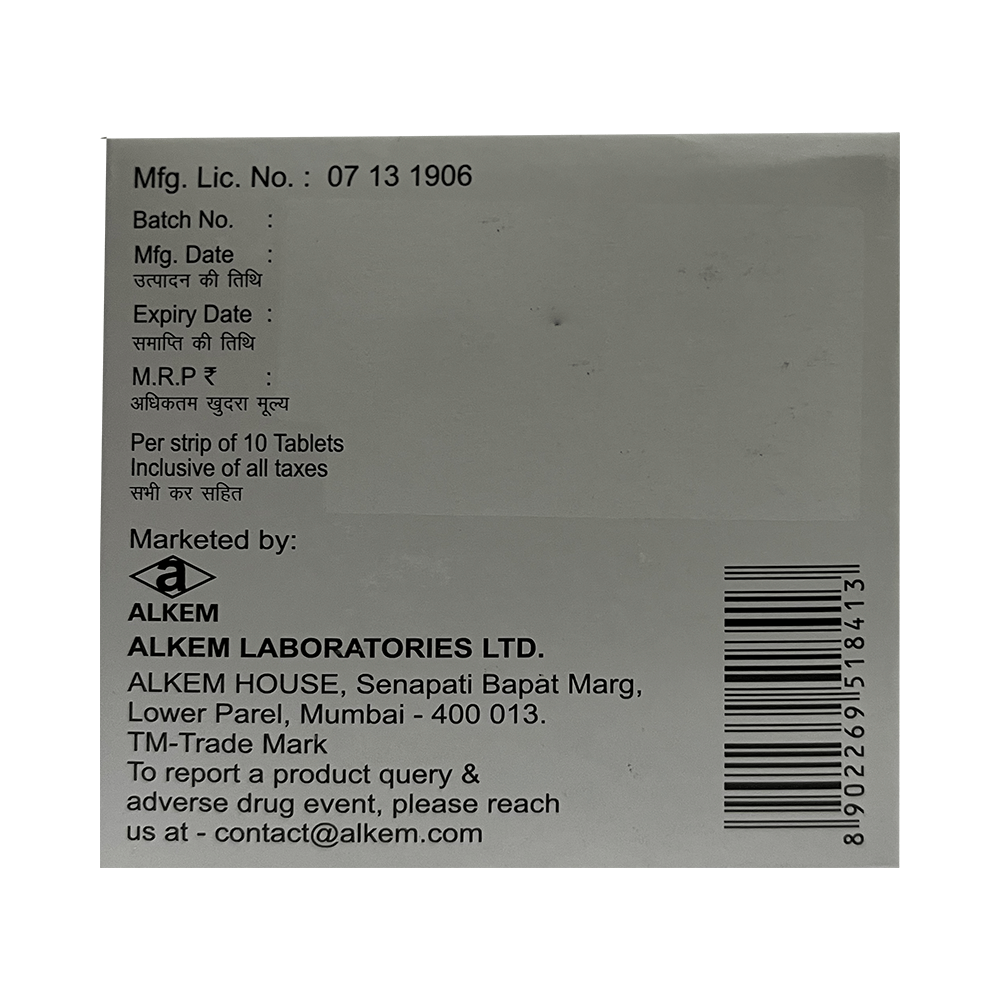 Mfg. Lic. No. : 07 13 1906
Batch No. :
Mfg. Date :
उत्पादन की तिथि
Expiry Date :
समाप्ति की तिथि
M.R.P ₹ :
अधिकतम खुदरा मूल्य
Per strip of 10 Tablets
Inclusive of all taxes
सभी कर सहित
Marketed by:
a
ALKEM
ALKEM LABORATORIES LTD.
ALKEM HOUSE, Senapati Bapat Marg,
Lower Parel, Mumbai - 400 013.
TM-Trade Mark
To report a product query &
adverse drug event, please reach
us at - contact@alkem.com
8 902269 518413